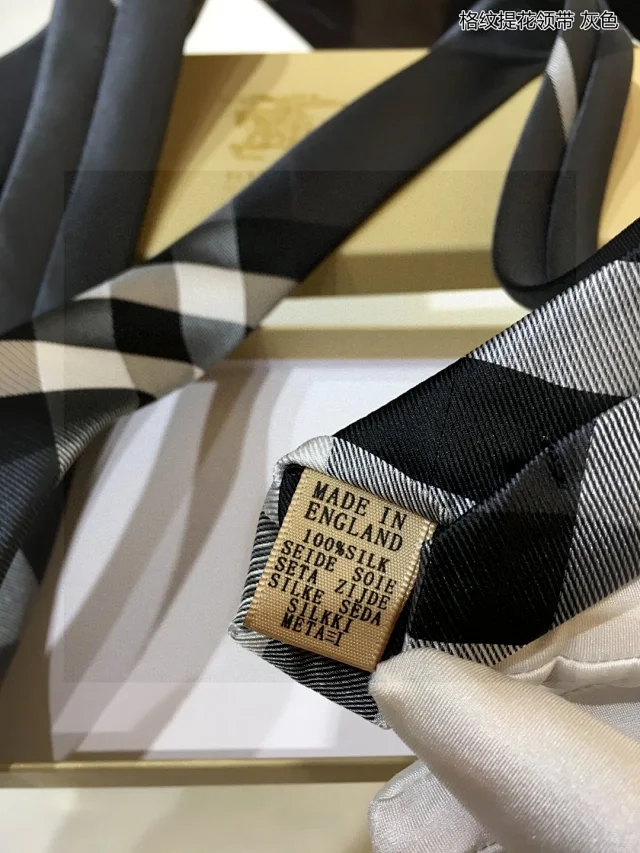 格纹提花领带 灰色
MADE IN
ENGLAND
100%SILK
SEIDE SOIE
SETA ZIJDE
SILKE SEDA
SILKKI
META=I